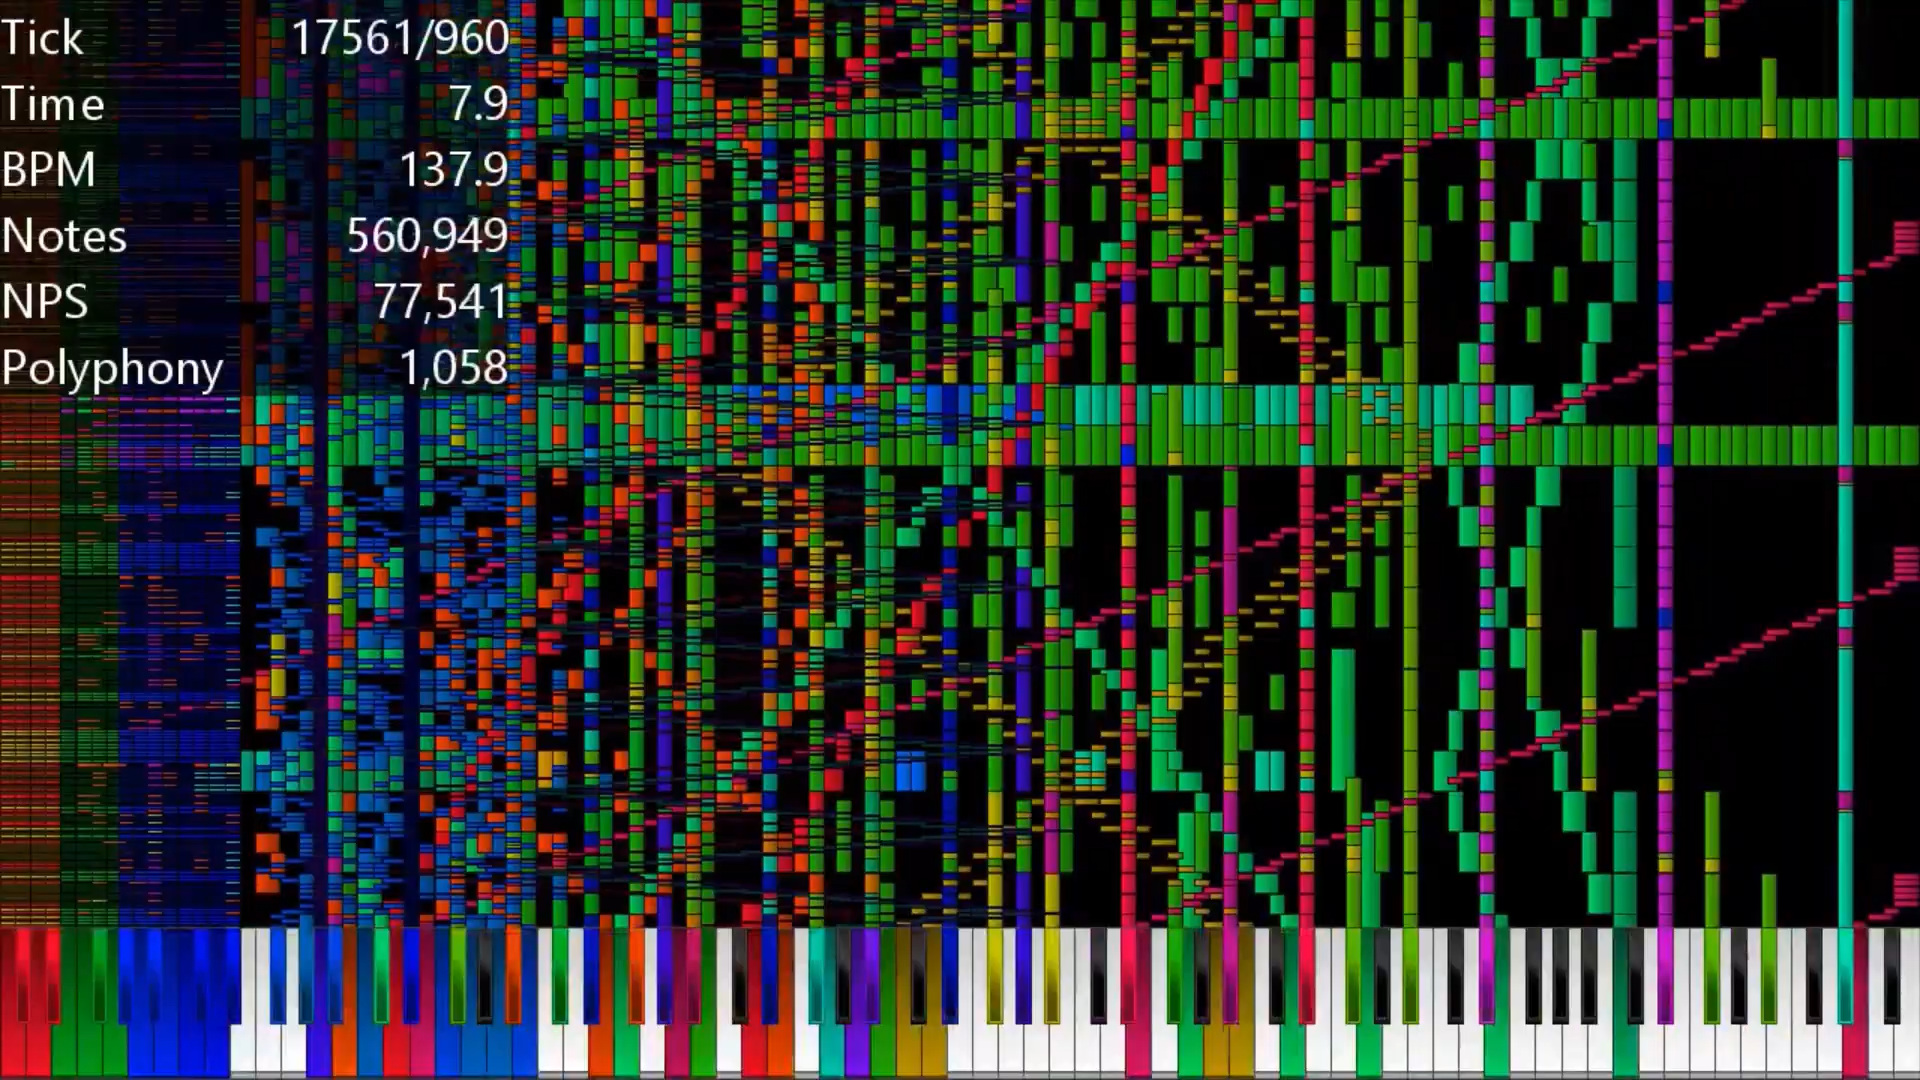 Tick 17561/960
Time 7.9
BPM 137.9
Notes 560,949
NPS 77,541
Polyphony 1,058